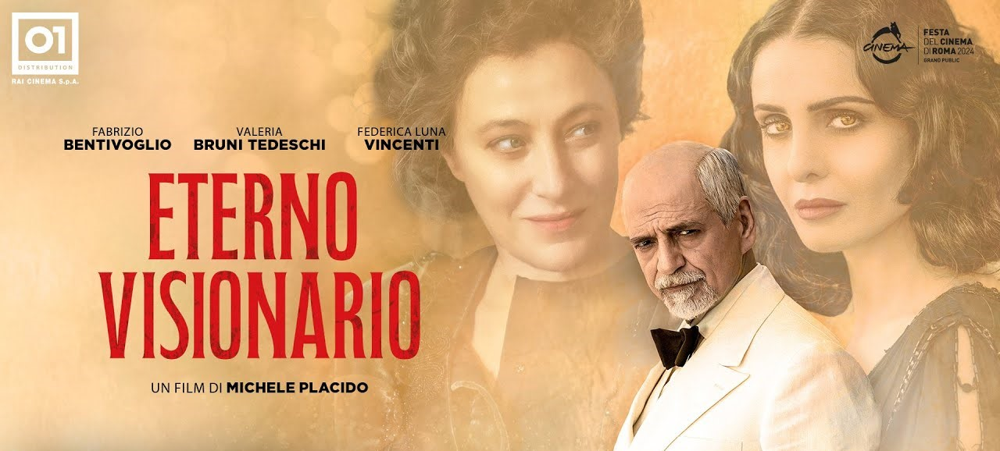 01
DISTRIBUTION
RAI CINEMA S.p.A.
CINEMA
FESTA
DEL CINEMA
DI ROMA 2024
GRAND PUBLIC
FABRIZIO
BENTIVOGLIO
VALERIA
BRUNI TEDESCHI
FEDERICA LUNA
VINCENTI
ETERNO
VISIONARIO
UN FILM DI MICHELE PLACIDO